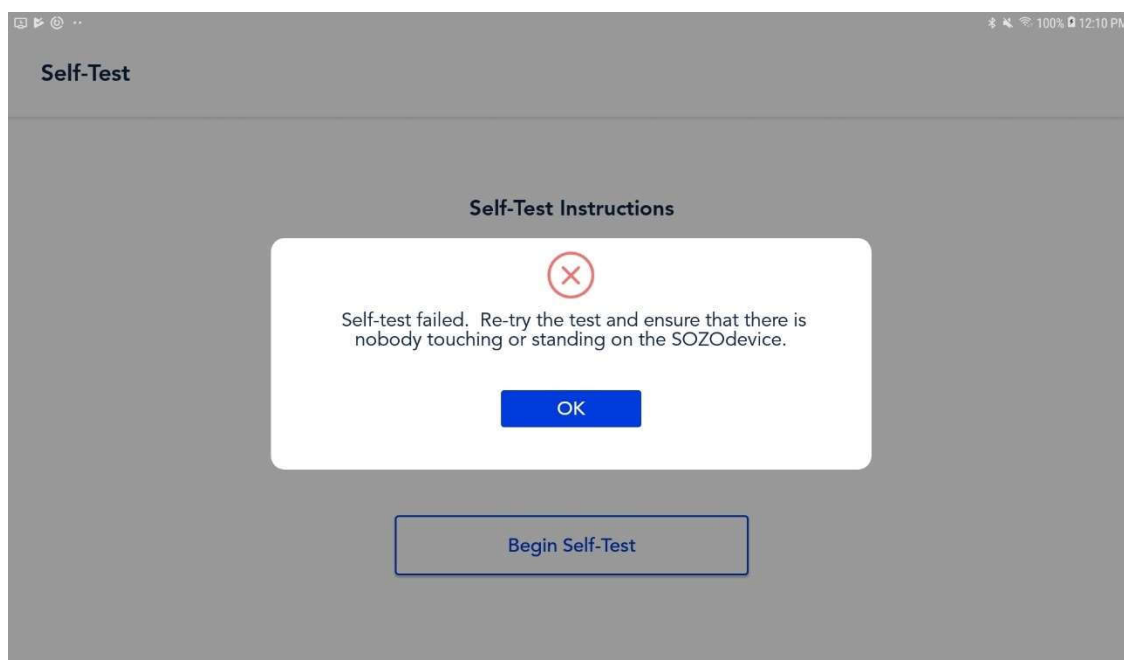 100% 12:10 PM
Self-Test
Self-Test Instructions
Self-test failed. Re-try the test and ensure that there is
nobody touching or standing on the SOZOdevice.
OK
Begin Self-Test